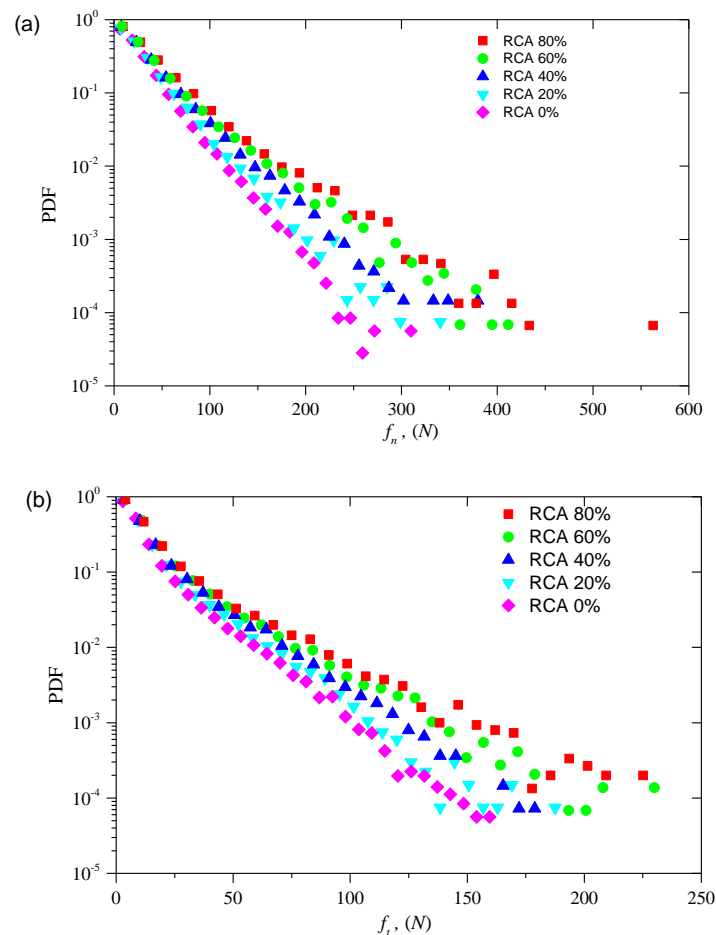 (a)
10^0
10^-1
10^-2
10^-3
10^-4
10^-5
PDF
RCA 80%
RCA 60%
RCA 40%
RCA 20%
RCA 0%
0 100 200 300 400 500 600
f_n, (N)
(b)
10^0
10^-1
10^-2
10^-3
10^-4
10^-5
PDF
RCA 80%
RCA 60%
RCA 40%
RCA 20%
RCA 0%
0 50 100 150 200 250
f_t, (N)